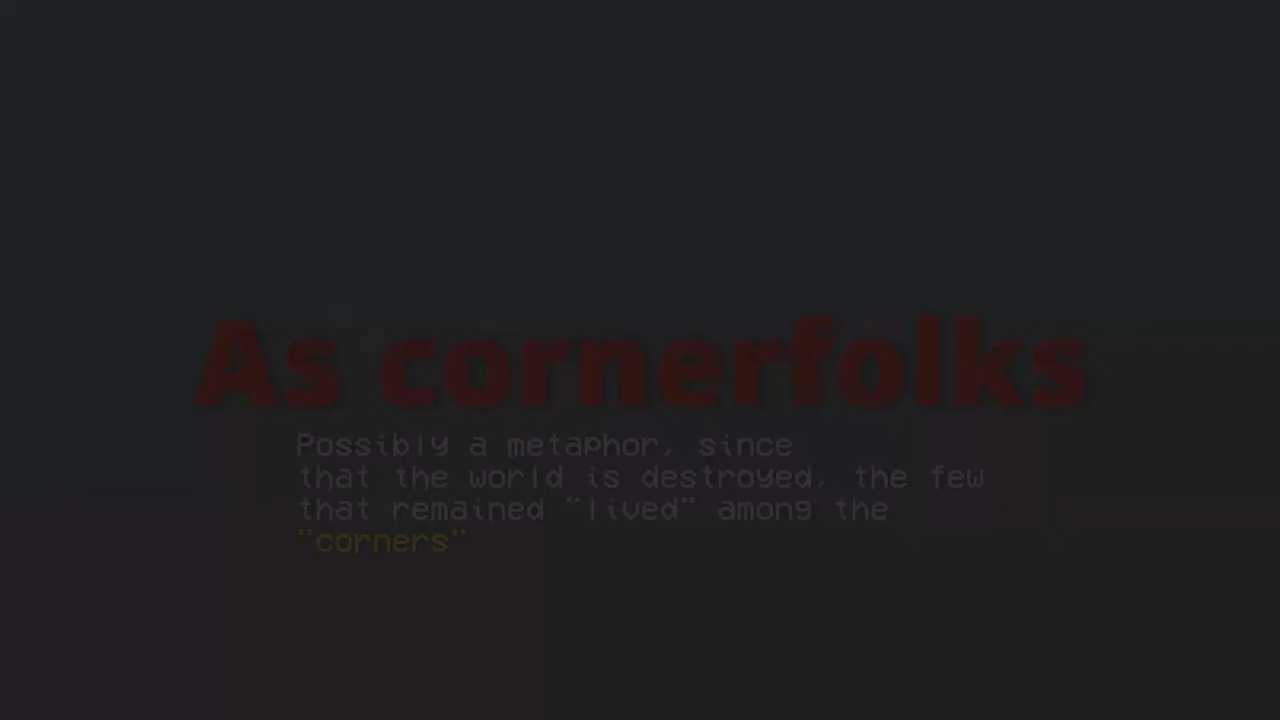 As cornerfolks
Possibly a metaphor, since
that the world is destroyed, the few
that remained "lived" among the
"corners"